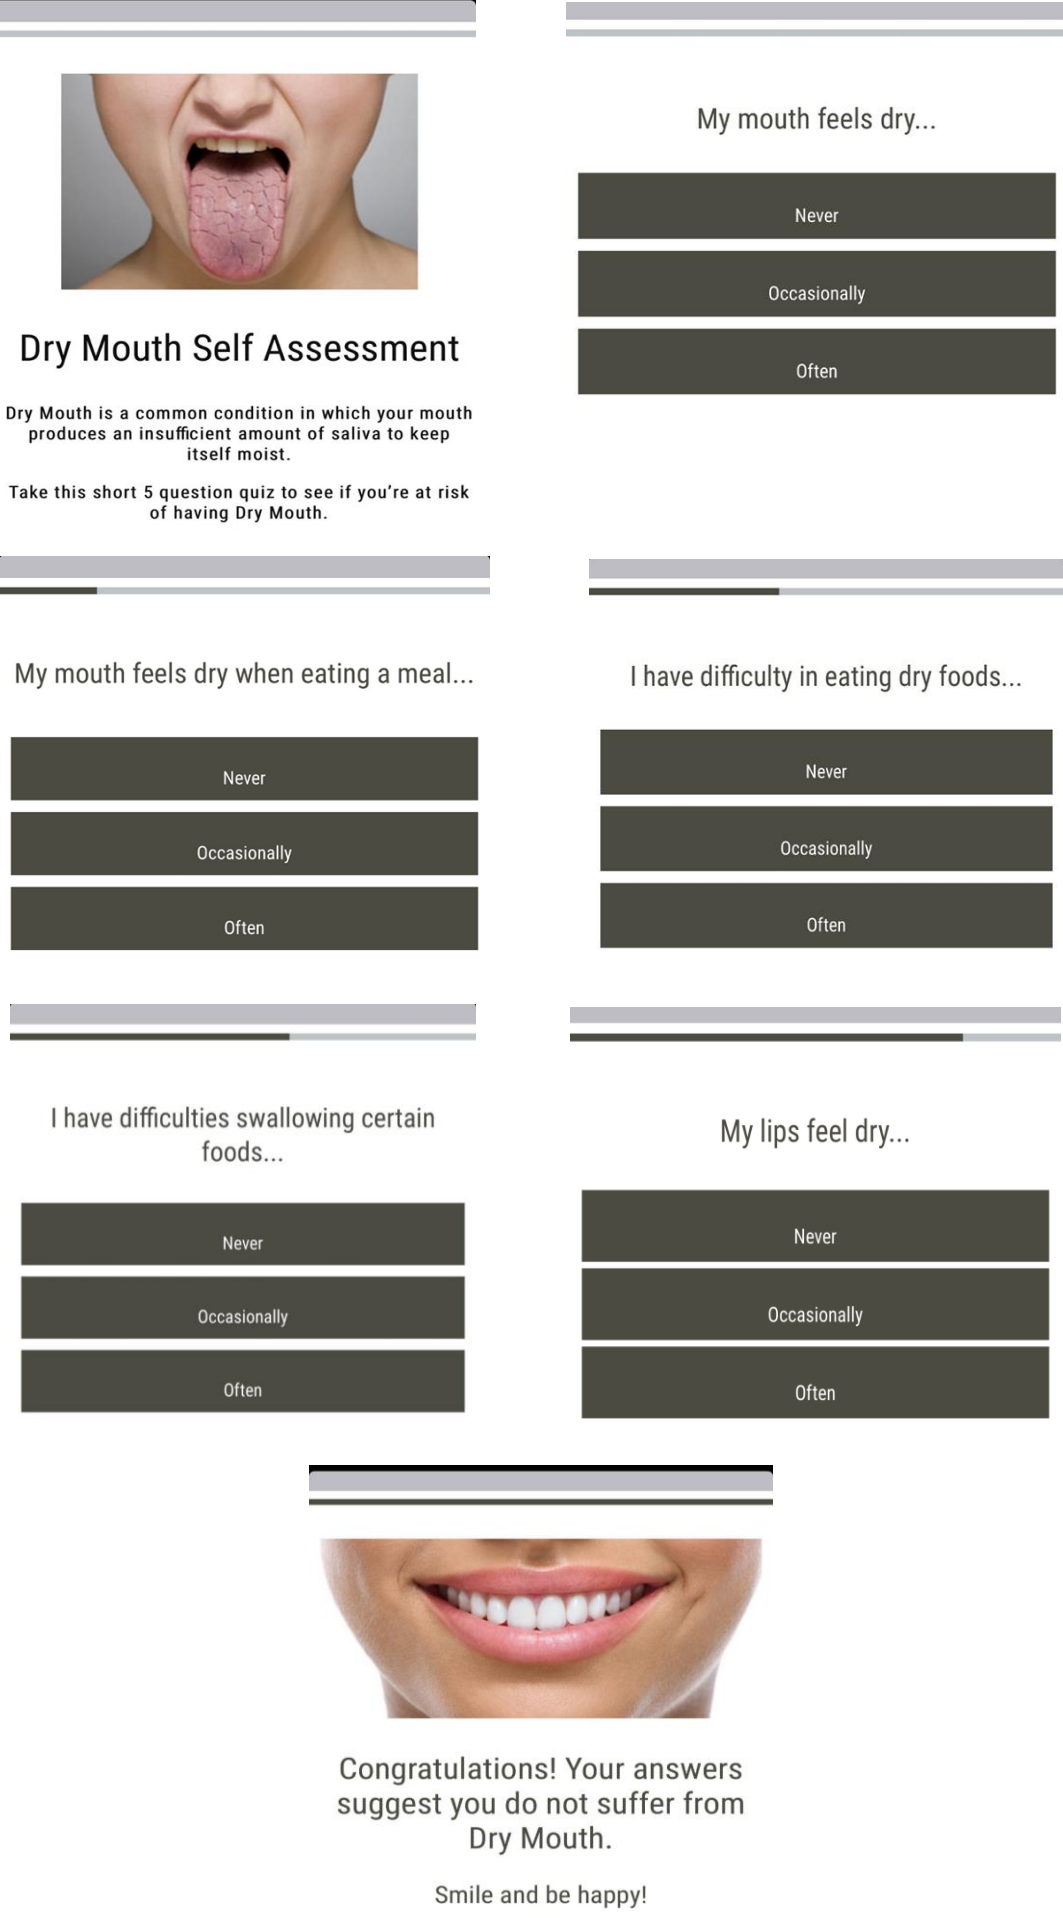 Dry Mouth Self Assessment
Dry Mouth is a common condition in which your mouth
produces an insufficient amount of saliva to keep
itself moist.
Take this short 5 question quiz to see if you're at risk
of having Dry Mouth.
My mouth feels dry...
Never
Occasionally
Often
My mouth feels dry when eating a meal...
Never
Occasionally
Often
I have difficulty in eating dry foods...
Never
Occasionally
Often
I have difficulties swallowing certain
foods...
Never
Occasionally
Often
My lips feel dry...
Never
Occasionally
Often
Congratulations! Your answers
suggest you do not suffer from
Dry Mouth.
Smile and be happy!